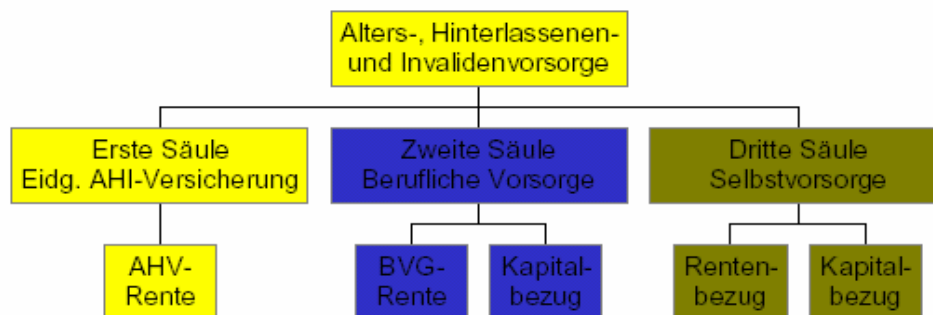 Alters-, Hinterlassenen-
und Invalidenvorsorge
Erste Säule
Eidg. AHI-Versicherung
Zweite Säule
Berufliche Vorsorge
Dritte Säule
Selbstvorsorge
AHV-
Rente
BVG-
Rente
Kapital-
bezug
Renten-
bezug
Kapital-
bezug